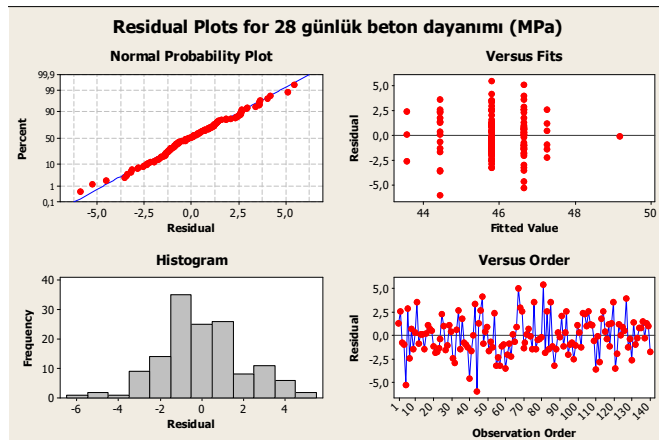 Residual Plots for 28 günlük beton dayanımı (MPa)
Normal Probability Plot
Percent
99,9
99
90
50
10
1
0,1
-5,0 -2,5 0,0 2,5 5,0
Residual
Versus Fits
Residual
5,0
2,5
0,0
-2,5
-5,0
44 46 48 50
Fitted Value
Histogram
Frequency
40
30
20
10
0
-6 -4 -2 0 2 4
Residual
Versus Order
Residual
5,0
2,5
0,0
-2,5
-5,0
1 10 20 30 40 50 60 70 80 90 100 110 120 130 140
Observation Order